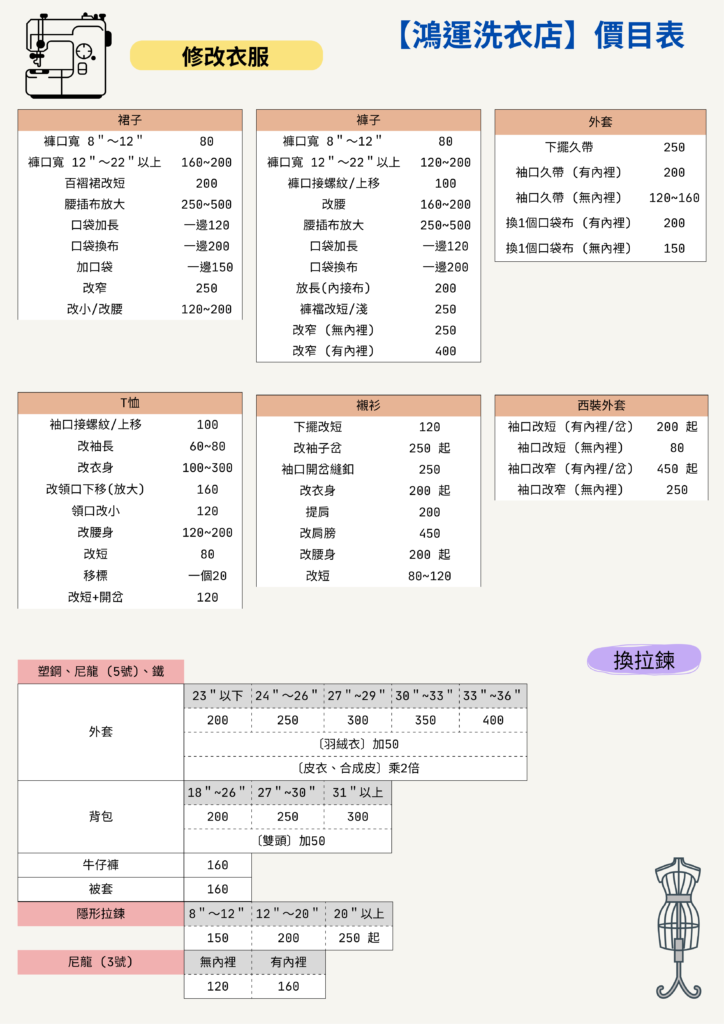 【鴻運洗衣店】價目表
修改衣服
裙子
褲口寬 8"～12" 80
褲口寬 12"～22"以上 160~200
百褶裙改短 200
腰插布放大 250~500
口袋加長 一邊120
口袋換布 一邊200
加口袋 一邊150
改窄 250
改小/改腰 120~200
褲子
褲口寬 8"～12" 80
褲口寬 12"～22"以上 120~200
褲口接螺紋/上移 100
改腰 160~200
腰插布放大 250~500
口袋加長 一邊120
口袋換布 一邊200
放長(內接布) 200
褲襠改短/淺 250
改窄 (無內裡) 250
改窄 (有內裡) 400
外套
下擺久帶 250
袖口久帶 (有內裡) 200
袖口久帶 (無內裡) 120~160
換1個口袋布 (有內裡) 200
換1個口袋布 (無內裡) 150
T恤
袖口接螺紋/上移 100
改袖長 60~80
改衣身 100~300
改領口下移(放大) 160
領口改小 120
改腰身 120~200
改短 80
移標 一個20
改短+開岔 120
襯衫
下擺改短 120
改袖子岔 250 起
袖口開岔縫釦 250
改衣身 200 起
提肩 200
改肩膀 450
改腰身 200 起
改短 80~120
西裝外套
袖口改短 (有內裡/岔) 200 起
袖口改短 (無內裡) 80
袖口改窄 (有內裡/岔) 450 起
袖口改窄 (無內裡) 250
換拉鍊
塑鋼、尼龍 (5號)、鐵
外套
23"以下 24"～26" 27"~29" 30"~33" 33"~36"
200 250 300 350 400
〔羽絨衣〕加50
〔皮衣、合成皮〕乘2倍
背包
18"~26" 27"~30" 31"以上
200 250 300
〔雙頭〕加50
牛仔褲 160
被套 160
隱形拉鍊 8"～12" 12"～20" 20"以上
150 200 250 起
尼龍 (3號) 無內裡 有內裡
120 160